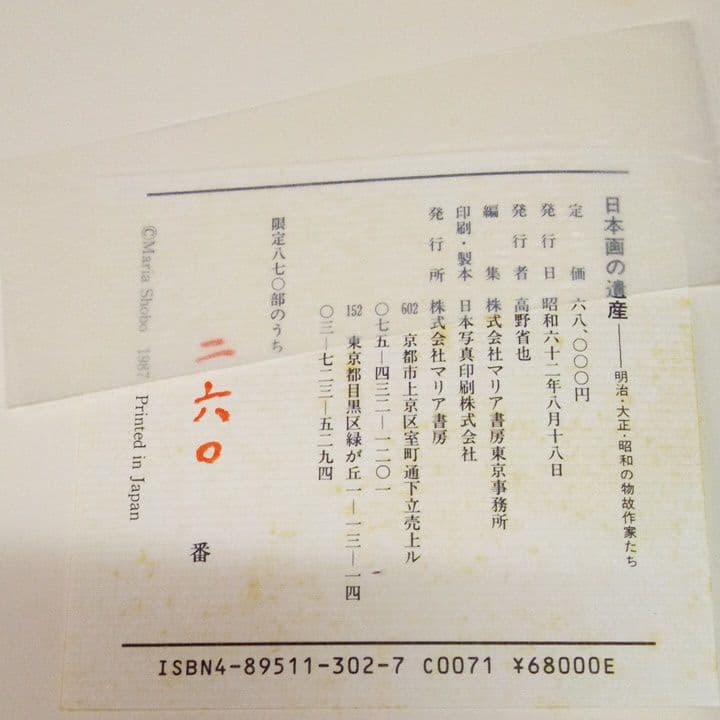 日本画の遺産──明治・大正・昭和の物故作家たち
定価 六八、〇〇〇円
発行日 昭和六十二年八月十八日
発行者 高野省也
編集 株式会社マリア書房東京事務所
印刷・製本 日本写真印刷株式会社
発行所 株式会社マリア書房
602 京都市上京区室町通下立売上ル
〇七五―四三二―一二〇一
152 東京都目黒区緑が丘一―一三―一四
〇三―七二三―五二九四
限定八七〇部のうち
二六〇番
©Maria Shobo 1987 Printed in Japan
ISBN4-89511-302-7 C0071 ¥68000E